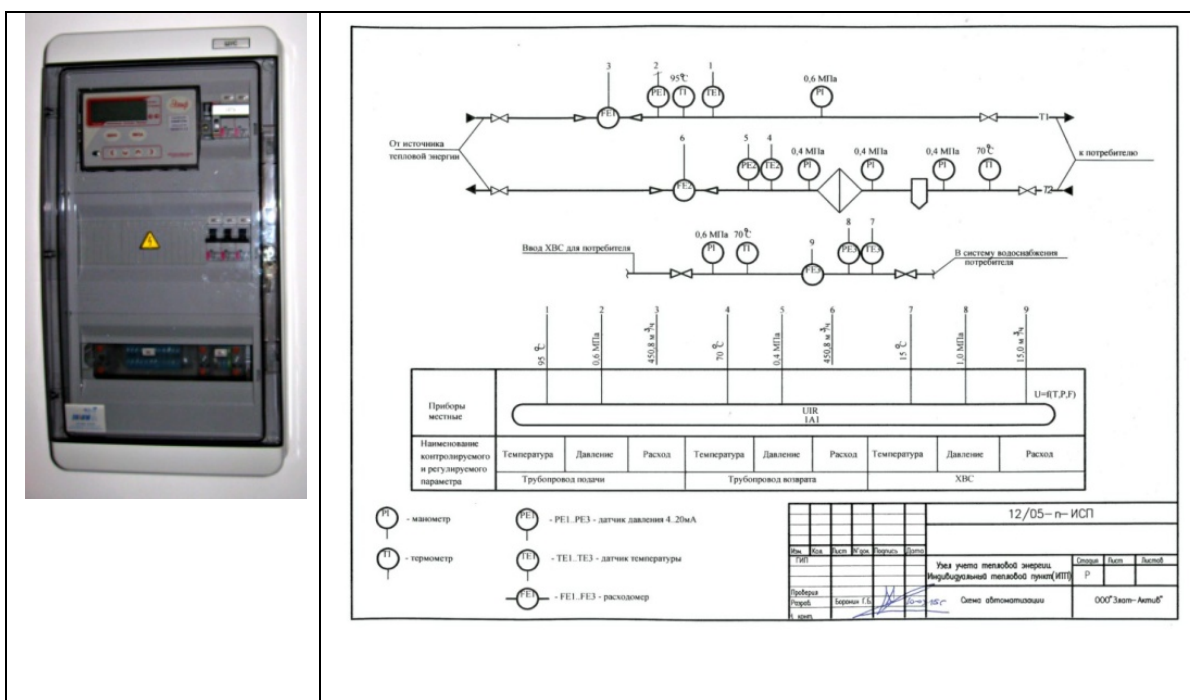 3
2
95°C
1
0,6 МПа
FE1
PE1
TI
TE1
PI
T1
От источника
тепловой энергии
к потребителю
6
5
4
0,4 МПа
0,4 МПа
0,4 МПа
70°C
FE2
PE2
TE2
PI
PI
PI
TI
T2
Ввод ХВС для потребителя
0,6 МПа
70°C
9
8
7
В систему водоснабжения
потребителя
PI
TI
FE3
PE3
TE3
1
2
3
4
5
6
7
8
9
95 °C
0,6 МПа
450,8 м³/ч
70 °C
0,4 МПа
450,8 м³/ч
15 °C
1,0 МПа
15,0 м³/ч
Приборы
местные
U=f(T,P,F)
UIR
1A1
Наименование
контролируемого
и регулируемого
параметра
Температура
Давление
Расход
Температура
Давление
Расход
Температура
Давление
Расход
Трубопровод подачи
Трубопровод возврата
ХВС
PI - манометр
TI - термометр
PE1 - PE1..PE3 - датчик давления 4..20мА
TE1 - TE1..TE3 - датчик температуры
FE1 - FE1..FE3 - расходомер
12/05-п-ИСП
Изм. Кол. Лист №док. Подпись Дата
ГИП
Узел учета тепловой энергии.
Индивидуальный тепловой пункт(ИТП)
Стадия Лист Листов
Р
Проверил
Разраб.
Н. конт.
Схема автоматизации
ООО"Злат-Актив"